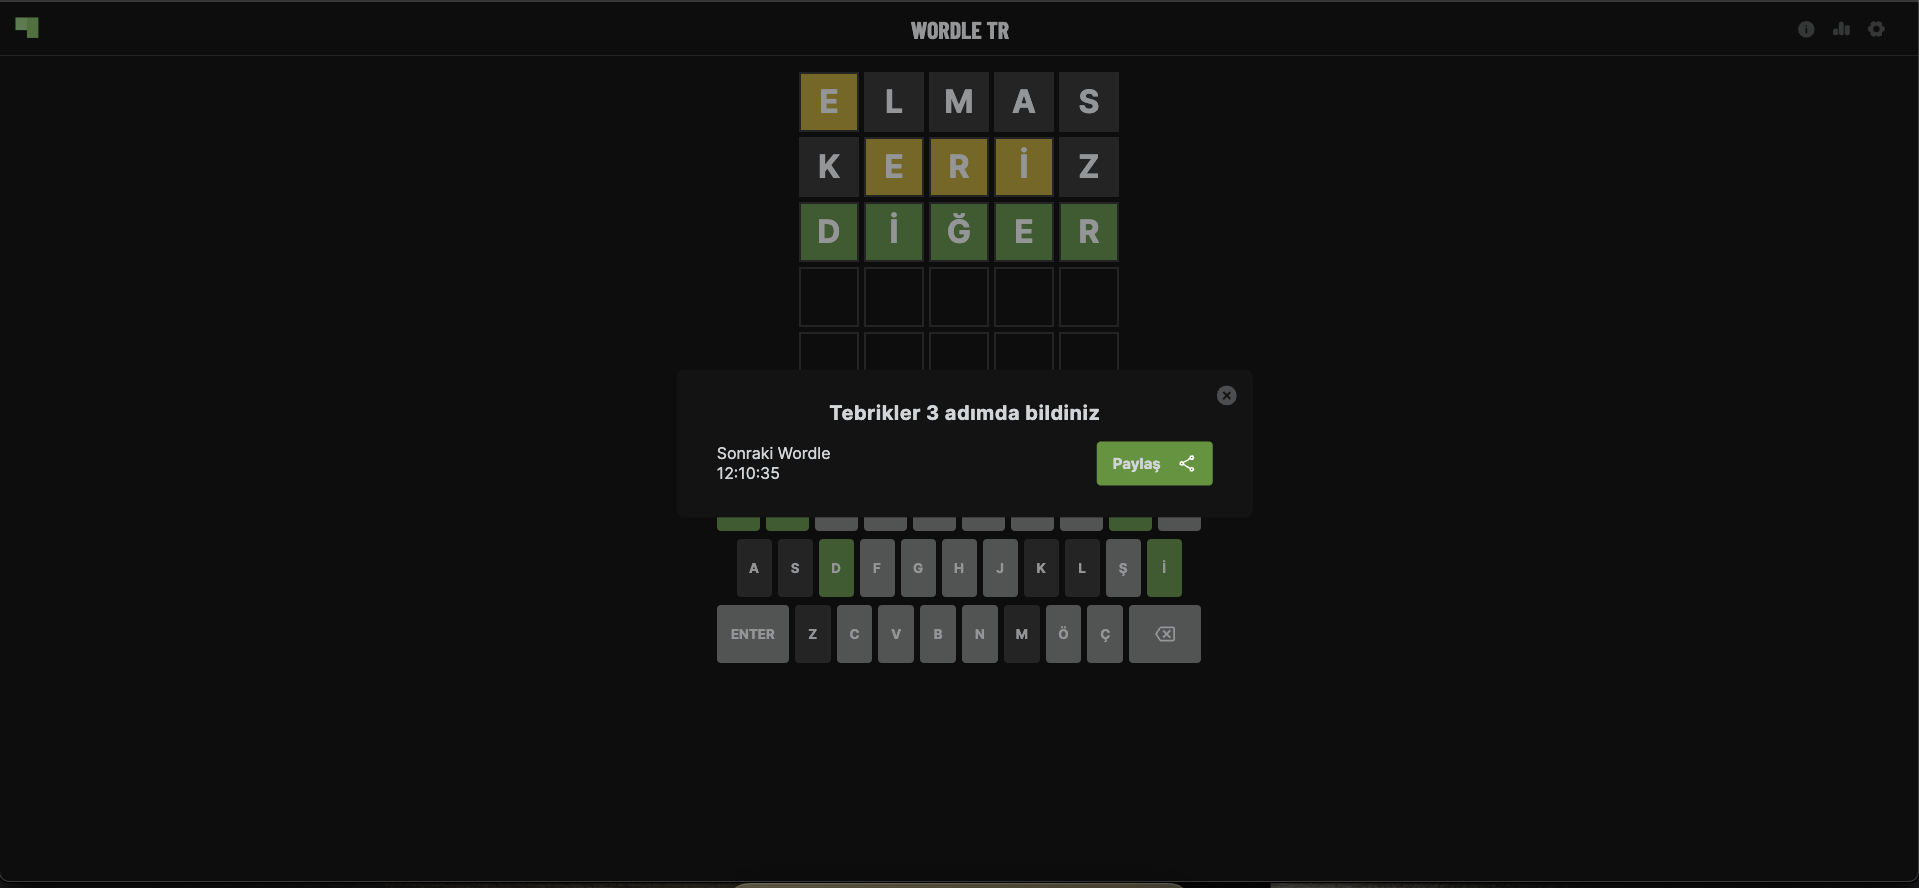 WORDLE TR
E L M A S
K E R İ Z
D İ Ğ E R
Tebrikler 3 adımda bildiniz
Sonraki Wordle
12:10:35
Paylaş
A S D F G H J K L Ş İ
ENTER Z C V B N M Ö Ç